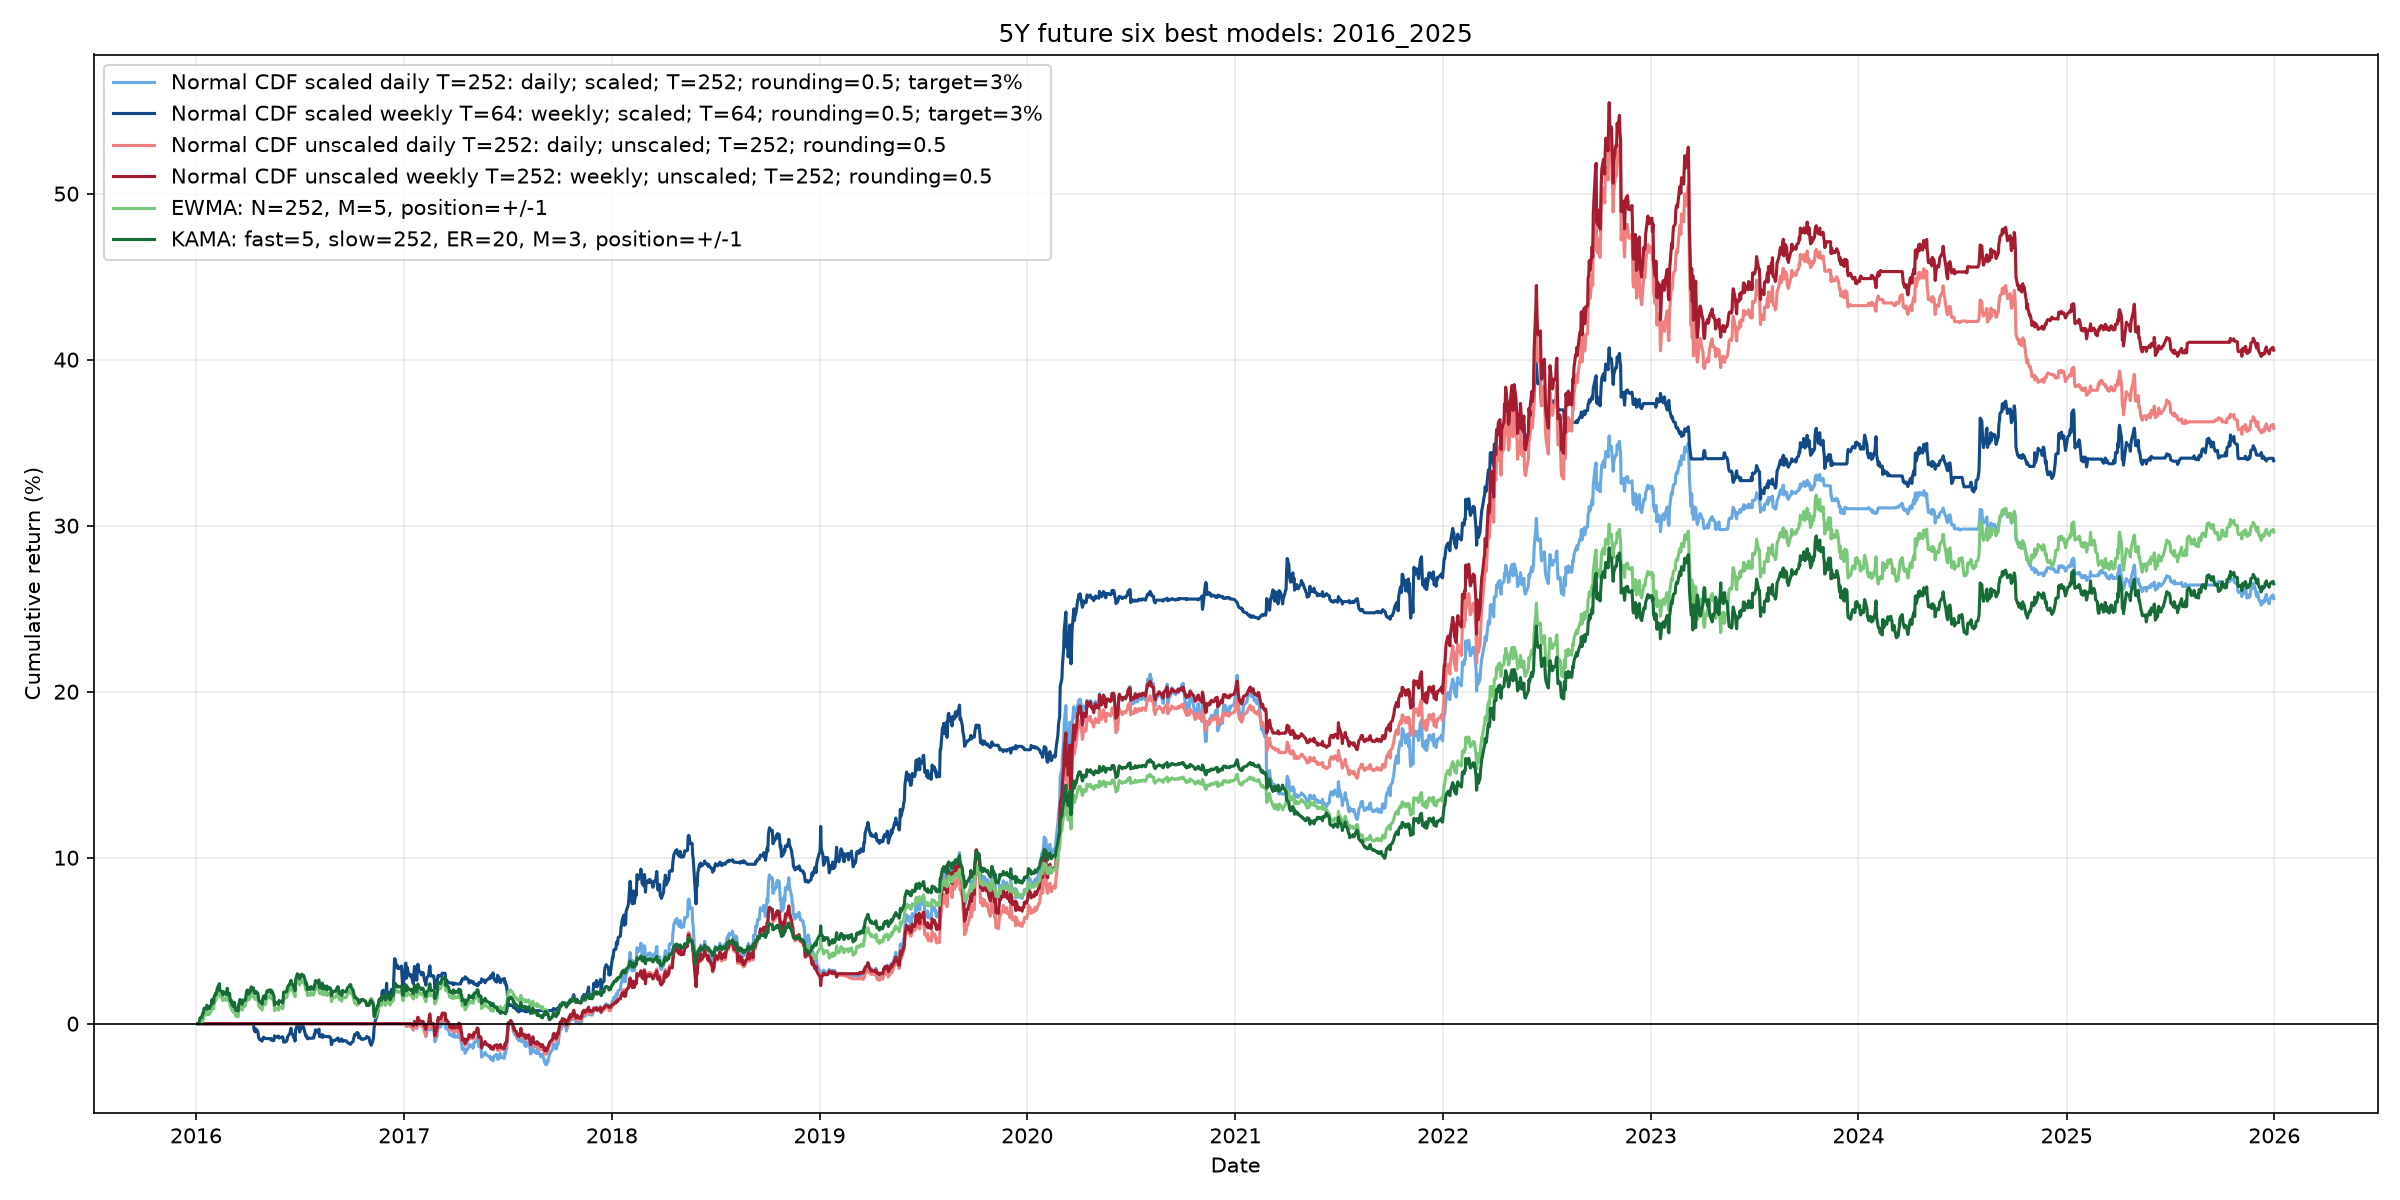 5Y future six best models: 2016_2025
Normal CDF scaled daily T=252: daily; scaled; T=252; rounding=0.5; target=3%
Normal CDF scaled weekly T=64: weekly; scaled; T=64; rounding=0.5; target=3%
Normal CDF unscaled daily T=252: daily; unscaled; T=252; rounding=0.5
Normal CDF unscaled weekly T=252: weekly; unscaled; T=252; rounding=0.5
EWMA: N=252, M=5, position=+/-1
KAMA: fast=5, slow=252, ER=20, M=3, position=+/-1
Cumulative return (%)
50
40
30
20
10
0
2016 2017 2018 2019 2020 2021 2022 2023 2024 2025 2026
Date